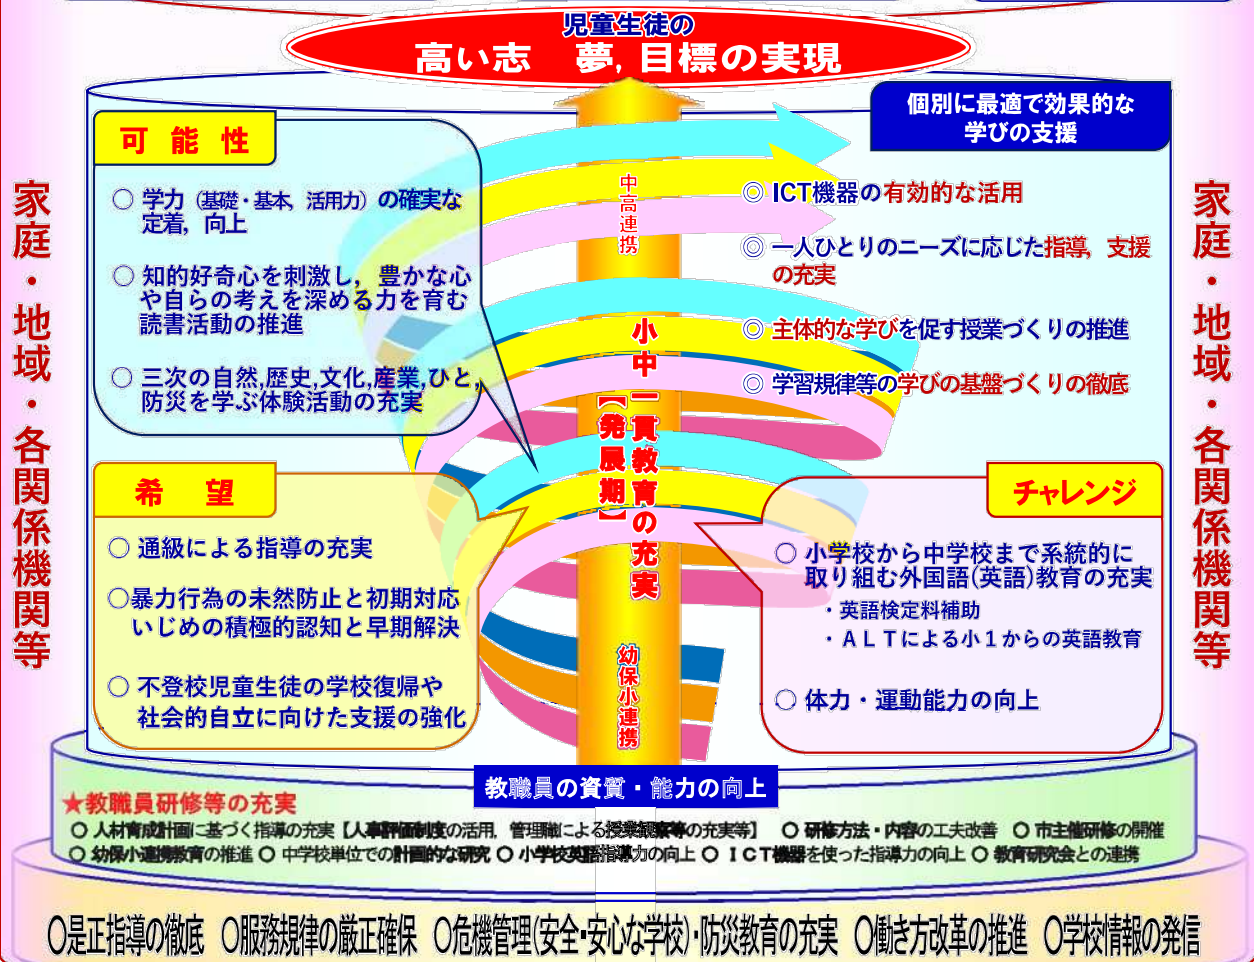 児童生徒の
高い志　夢，目標の実現
個別に最適で効果的な
学びの支援
可能性
○ 学力（基礎・基本，活用力）の確実な
定着，向上
○ 知的好奇心を刺激し，豊かな心
や自らの考えを深める力を育む
読書活動の推進
○ 三次の自然,歴史,文化,産業,ひと，
防災を学ぶ体験活動の充実
中高連携
◎ ICT機器の有効的な活用
◎ 一人ひとりのニーズに応じた指導，支援
の充実
◎ 主体的な学びを促す授業づくりの推進
◎ 学習規律等の学びの基盤づくりの徹底
小中一貫教育の充実
【発展期】
家庭・地域・各関係機関等
家庭・地域・各関係機関等
希望
○ 通級による指導の充実
○暴力行為の未然防止と初期対応
いじめの積極的認知と早期解決
○ 不登校児童生徒の学校復帰や
社会的自立に向けた支援の強化
チャレンジ
○ 小学校から中学校まで系統的に
取り組む外国語(英語)教育の充実
・英語検定料補助
・ＡＬＴによる小１からの英語教育
○ 体力・運動能力の向上
幼保小連携
教職員の資質・能力の向上
★教職員研修等の充実
○ 人材育成計画に基づく指導の充実【人事評価制度の活用，管理職による授業観察等の充実等】　○ 研修方法・内容の工夫改善　○ 市主催研修の開催
○ 幼保小連携教育の推進 ○ 中学校単位での計画的な研究 ○ 小学校英語指導力の向上 ○ ＩＣＴ機器を使った指導力の向上 ○ 教育研究会との連携
○是正指導の徹底　○服務規律の厳正確保　○危機管理(安全・安心な学校)・防災教育の充実　○働き方改革の推進　○学校情報の発信